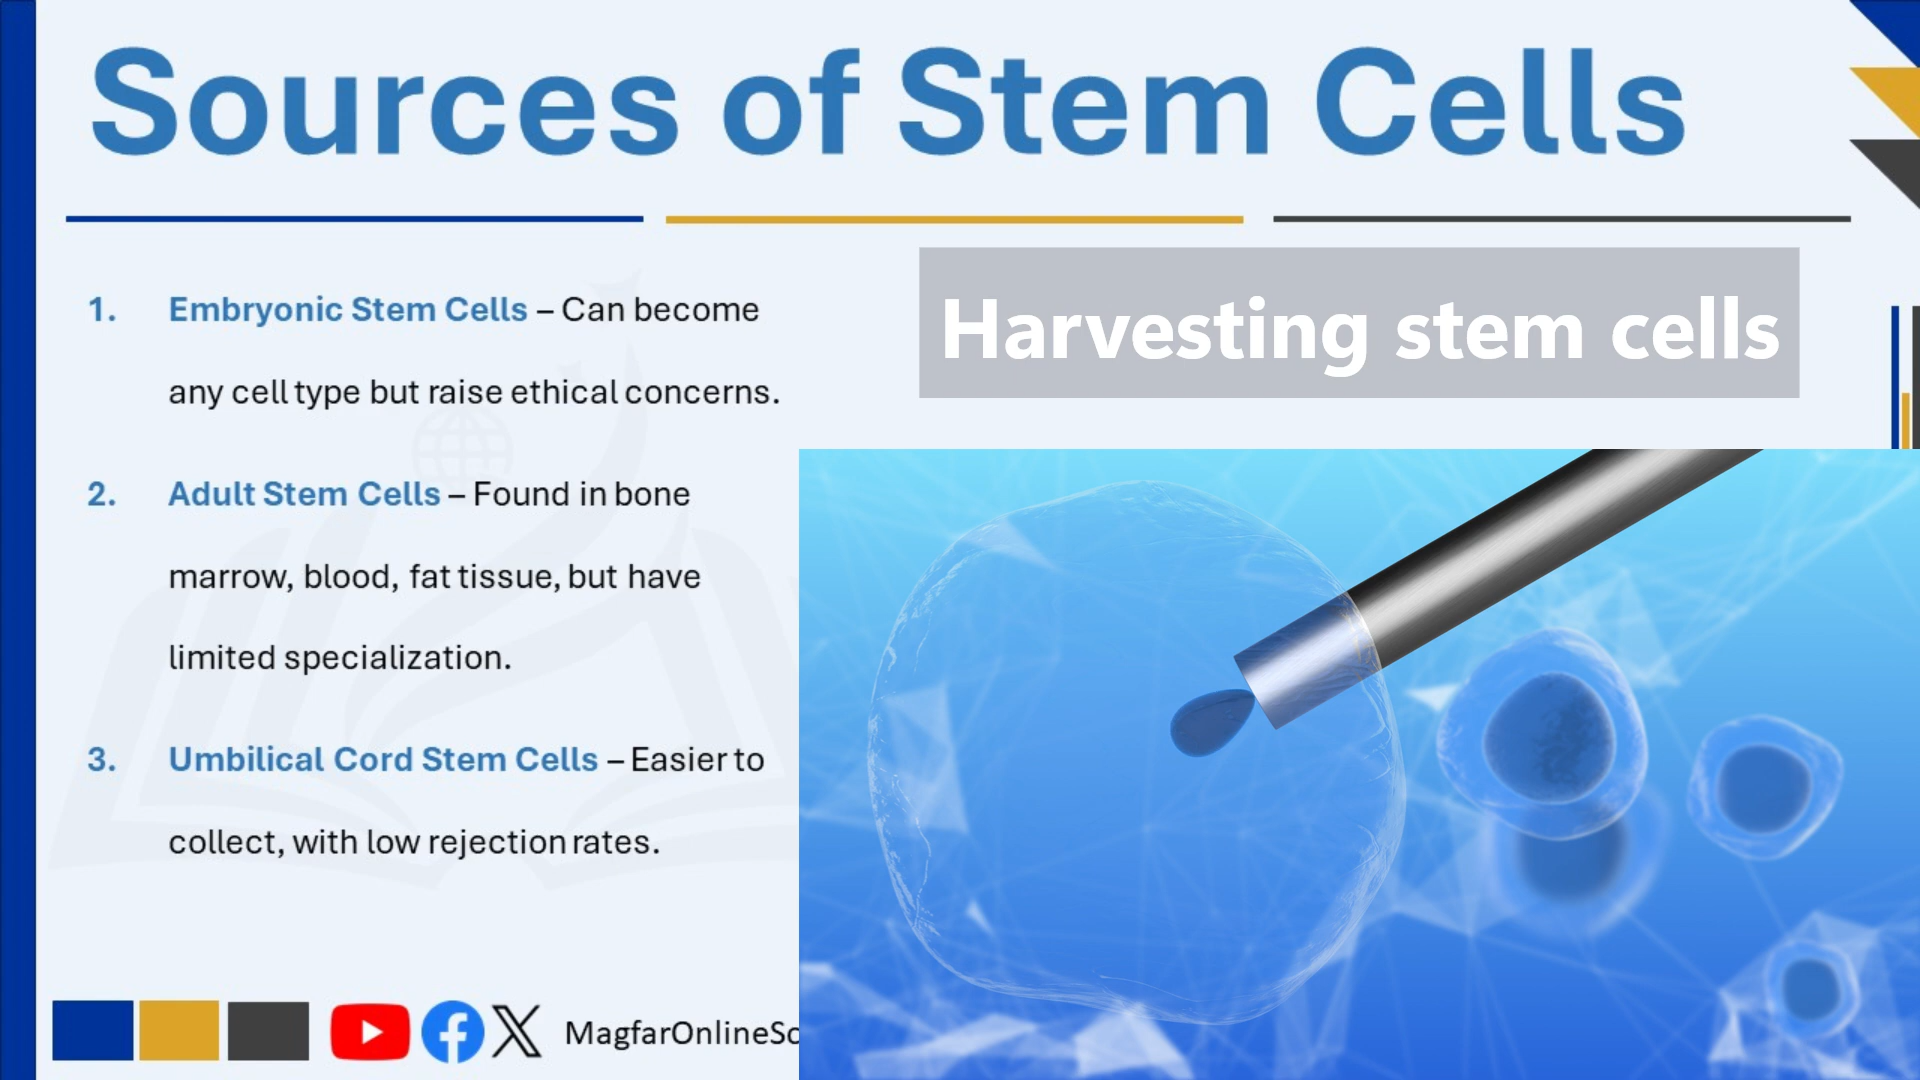 Sources of Stem Cells
1. Embryonic Stem Cells – Can become
any cell type but raise ethical concerns.
2. Adult Stem Cells – Found in bone
marrow, blood, fat tissue, but have
limited specialization.
3. Umbilical Cord Stem Cells – Easier to
collect, with low rejection rates.
Harvesting stem cells
MagfarOnlineSc